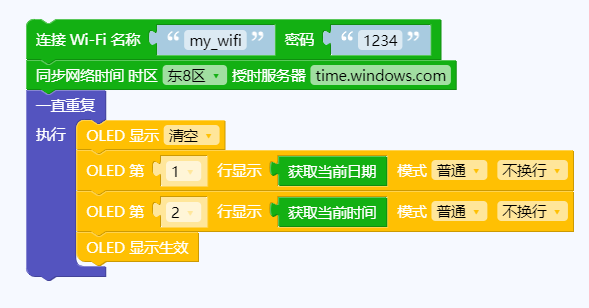 连接 Wi-Fi 名称 “ my_wifi ” 密码 “ 1234 ”
同步网络时间 时区 东8区 授时服务器 time.windows.com
一直重复
执行 OLED 显示 清空
OLED 第 1 行显示 获取当前日期 模式 普通 不换行
OLED 第 2 行显示 获取当前时间 模式 普通 不换行
OLED 显示生效